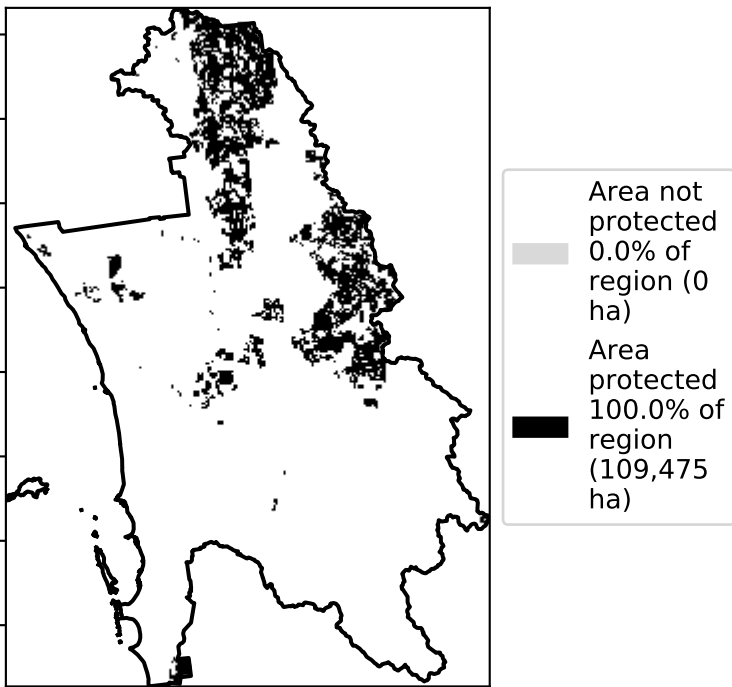 Area not
protected
0.0% of
region (0
ha)
Area
protected
100.0% of
region
(109,475
ha)